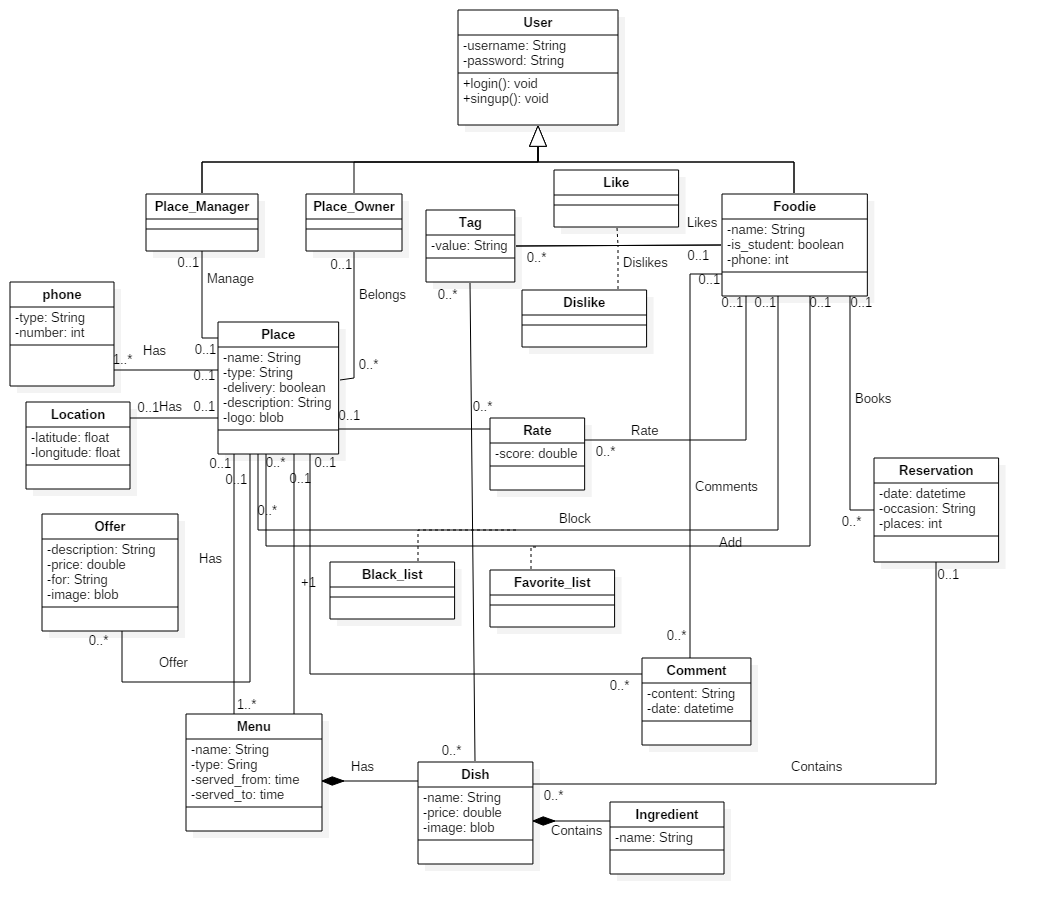 User
-username: String
-password: String
+login(): void
+singup(): void
Place_Manager
Place_Owner
Like
Tag
-value: String
Likes
Foodie
-name: String
-is_student: boolean
-phone: int
0..*
0..1
Dislikes
Dislike
0..1
Manage
0..1
Belongs
0..*
0..1
0..1
0..1
0..1
0..1
phone
-type: String
-number: int
1..*
Has
0..1
0..1
Place
-name: String
-type: String
-delivery: boolean
-description: String
-logo: blob
0..*
0..1
Location
-latitude: float
-longitude: float
0..1
Has
0..1
0..*
Rate
-score: double
Rate
0..*
Books
Comments
Reservation
-date: datetime
-occasion: String
-places: int
0..*
0..1
0..1
0..1
0..*
0..1
0..1
0..*
Block
Add
Offer
-description: String
-price: double
-for: String
-image: blob
0..*
Offer
Has
+1
Black_list
Favorite_list
0..*
Comment
-content: String
-date: datetime
0..*
1..*
Menu
-name: String
-type: Sring
-served_from: time
-served_to: time
Has
0..*
Dish
-name: String
-price: double
-image: blob
0..*
Contains
Contains
Ingredient
-name: String